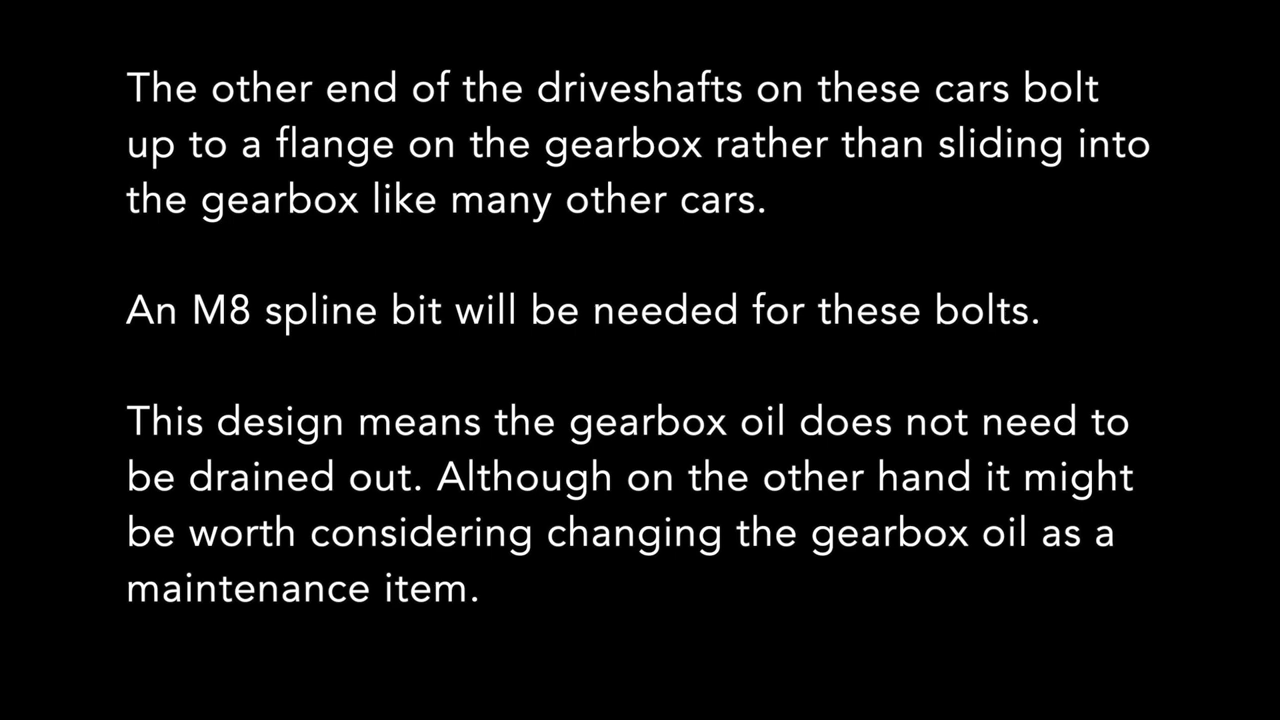 The other end of the driveshafts on these cars bolt
up to a flange on the gearbox rather than sliding into
the gearbox like many other cars.
An M8 spline bit will be needed for these bolts.
This design means the gearbox oil does not need to
be drained out. Although on the other hand it might
be worth considering changing the gearbox oil as a
maintenance item.